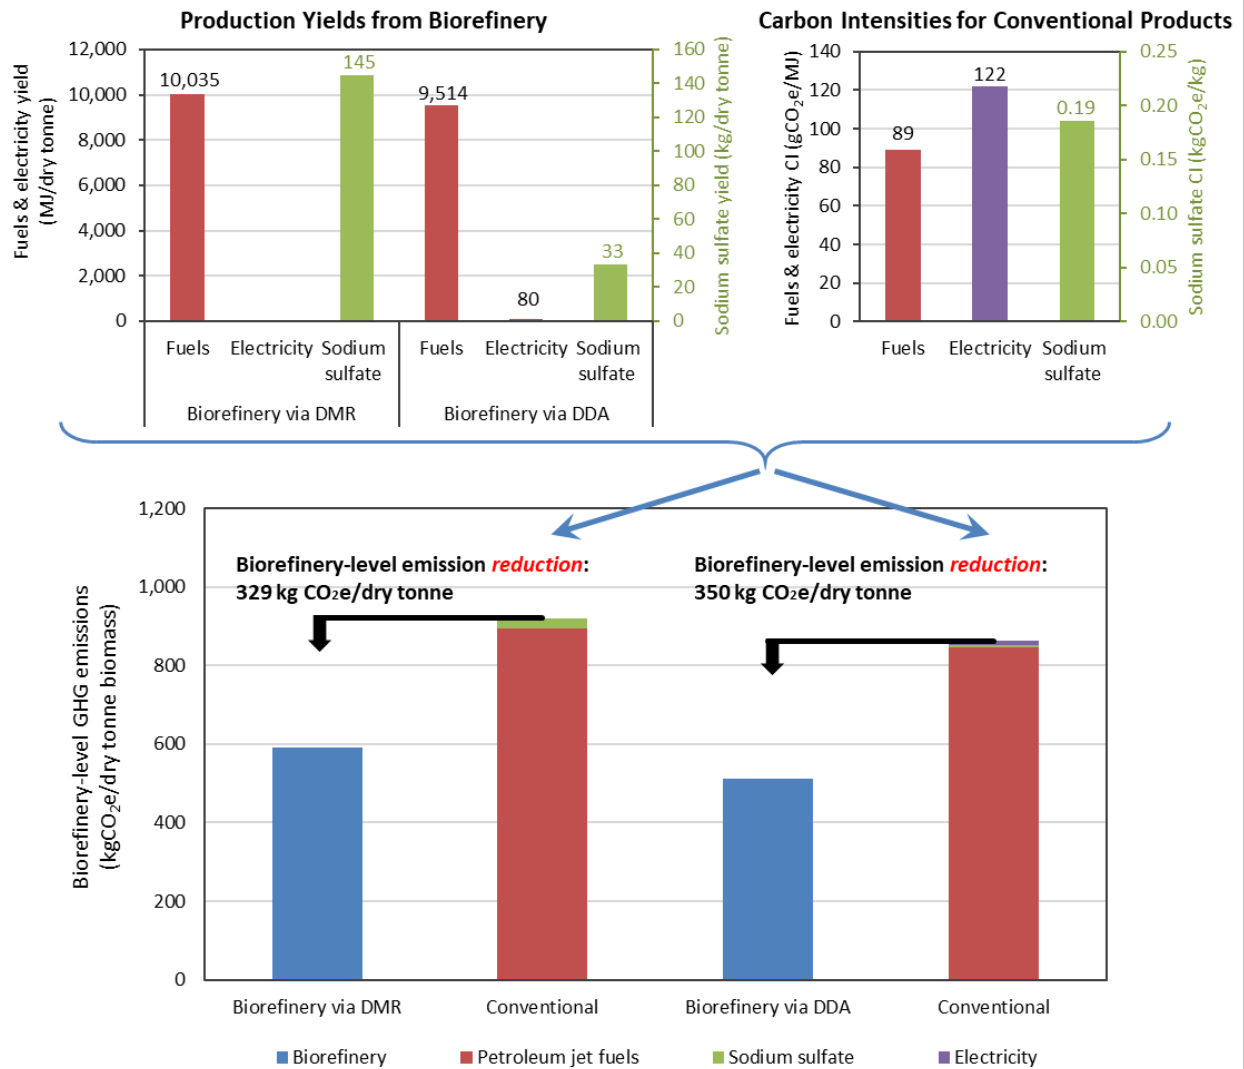 Production Yields from Biorefinery
Fuels & electricity yield
(MJ/dry tonne)
12,000
10,000
8,000
6,000
4,000
2,000
0
10,035
145
9,514
80
33
160
140
120
100
80
60
40
20
0
Sodium sulfate yield (kg/dry tonne)
Fuels
Electricity
Sodium
sulfate
Fuels
Electricity
Sodium
sulfate
Biorefinery via DMR
Biorefinery via DDA
Carbon Intensities for Conventional Products
Fuels & electricity CI (gCO₂e/MJ)
140
120
100
80
60
40
20
0
89
122
0.19
0.25
0.20
0.15
0.10
0.05
0.00
Sodium sulfate CI (kgCO₂e/kg)
Fuels
Electricity
Sodium
sulfate
Biorefinery-level GHG emissions
(kgCO₂e/dry tonne biomass)
1,200
1,000
800
600
400
200
0
Biorefinery-level emission reduction:
329 kg CO₂e/dry tonne
Biorefinery-level emission reduction:
350 kg CO₂e/dry tonne
Biorefinery via DMR
Conventional
Biorefinery via DDA
Conventional
Biorefinery
Petroleum jet fuels
Sodium sulfate
Electricity